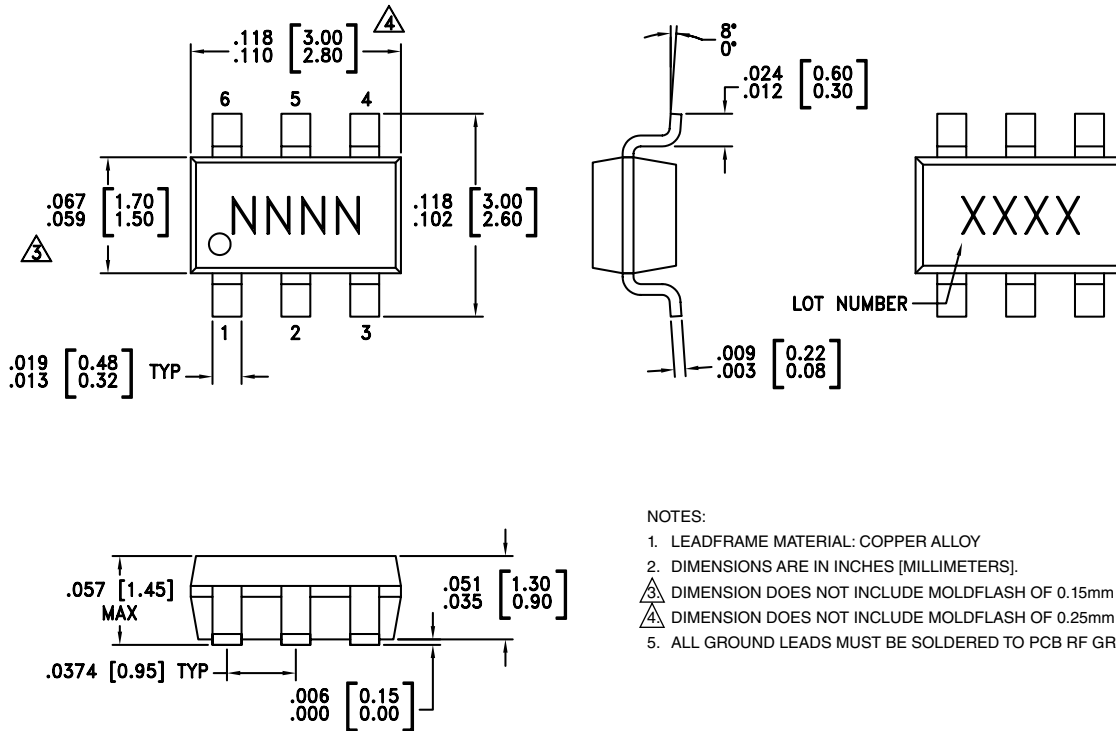 4
.118 [3.00]
.110 [2.80]
6 5 4
.067 [1.70]
.059 [1.50]
3
NNNN
.118 [3.00]
.102 [2.60]
1 2 3
.019 [0.48] TYP
.013 [0.32]
8°
0°
.024 [0.60]
.012 [0.30]
.009 [0.22]
.003 [0.08]
XXXX
LOT NUMBER
.057 [1.45]
MAX
.051 [1.30]
.035 [0.90]
.0374 [0.95] TYP
.006 [0.15]
.000 [0.00]
NOTES:
1. LEADFRAME MATERIAL: COPPER ALLOY
2. DIMENSIONS ARE IN INCHES [MILLIMETERS].
3. DIMENSION DOES NOT INCLUDE MOLDFLASH OF 0.15mm
4. DIMENSION DOES NOT INCLUDE MOLDFLASH OF 0.25mm
5. ALL GROUND LEADS MUST BE SOLDERED TO PCB RF GR